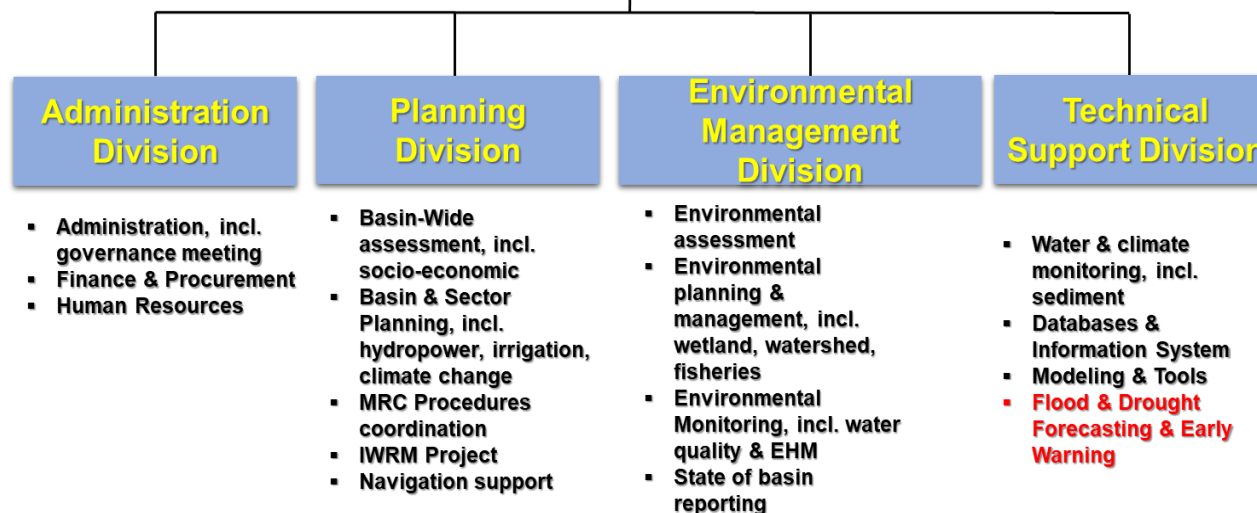 Administration
Division
Planning
Division
Environmental
Management
Division
Technical
Support Division
▪ Administration, incl.
governance meeting
▪ Finance & Procurement
▪ Human Resources
▪ Basin-Wide
assessment, incl.
socio-economic
▪ Basin & Sector
Planning, incl.
hydropower, irrigation,
climate change
▪ MRC Procedures
coordination
▪ IWRM Project
▪ Navigation support
▪ Environmental
assessment
▪ Environmental
planning &
management, incl.
wetland, watershed,
fisheries
▪ Environmental
Monitoring, incl. water
quality & EHM
▪ State of basin
reporting
▪ Water & climate
monitoring, incl.
sediment
▪ Databases &
Information System
▪ Modeling & Tools
▪ Flood & Drought
Forecasting & Early
Warning